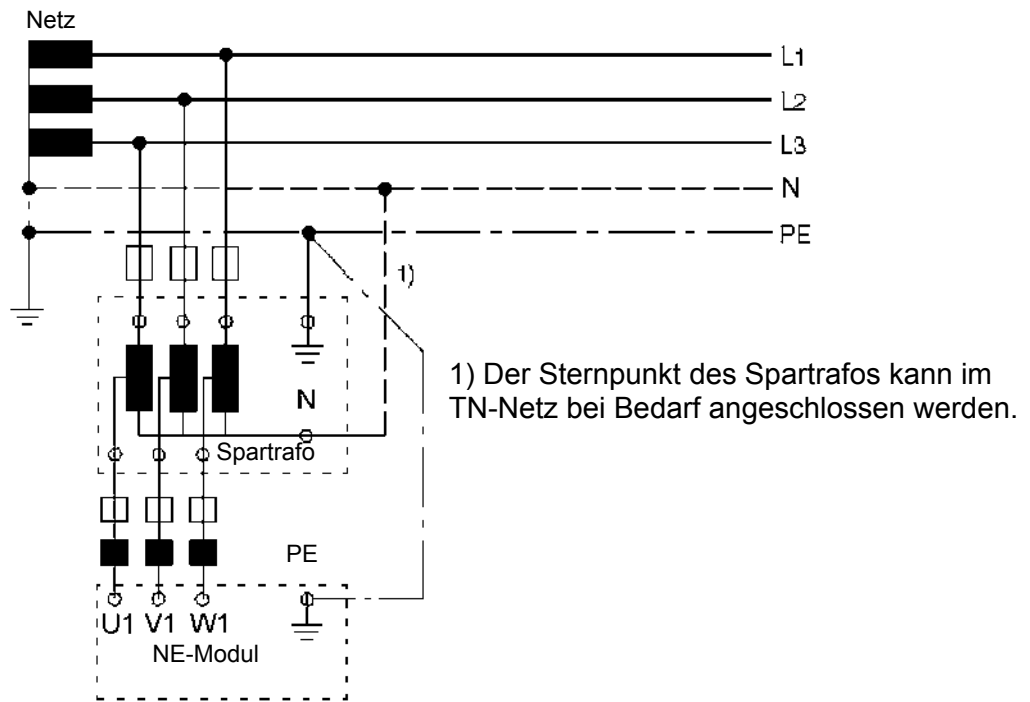 Netz
L1
L2
L3
N
PE
1)
1) Der Sternpunkt des Spartrafos kann im
TN-Netz bei Bedarf angeschlossen werden.
N
Spartrafo
PE
U1 V1 W1
NE-Modul